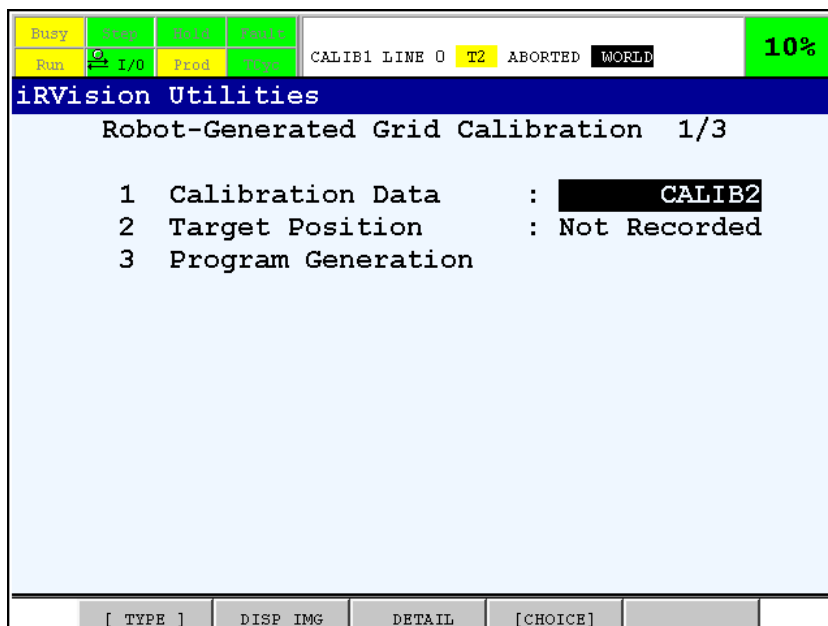 Busy Step Hold Fault
Run I/O Prod TCyc
CALIB1 LINE 0 T2 ABORTED WORLD
10%
iRVision Utilities
Robot-Generated Grid Calibration 1/3
1 Calibration Data : CALIB2
2 Target Position : Not Recorded
3 Program Generation
[ TYPE ] DISP IMG DETAIL [CHOICE]